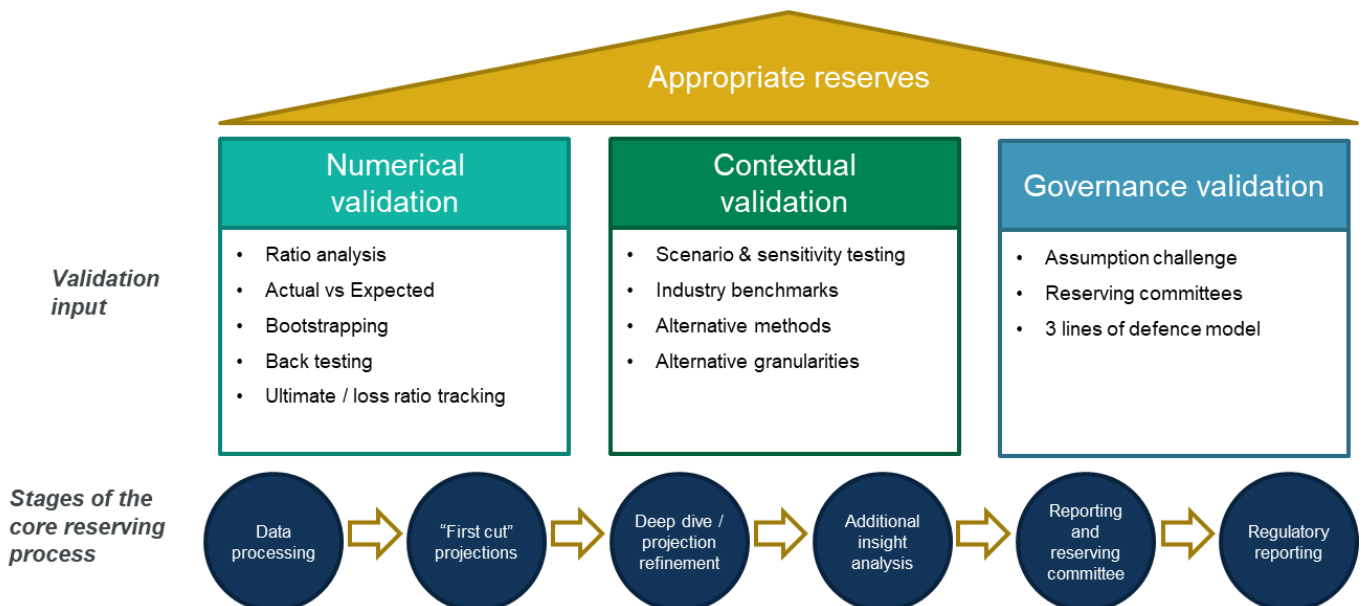 Appropriate reserves
Numerical
validation
• Ratio analysis
• Actual vs Expected
• Bootstrapping
• Back testing
• Ultimate / loss ratio tracking
Contextual
validation
• Scenario & sensitivity testing
• Industry benchmarks
• Alternative methods
• Alternative granularities
Governance validation
• Assumption challenge
• Reserving committees
• 3 lines of defence model
Validation
input
Stages of the
core reserving
process
Data
processing
“First cut”
projections
Deep dive /
projection
refinement
Additional
insight
analysis
Reporting
and
reserving
committee
Regulatory
reporting